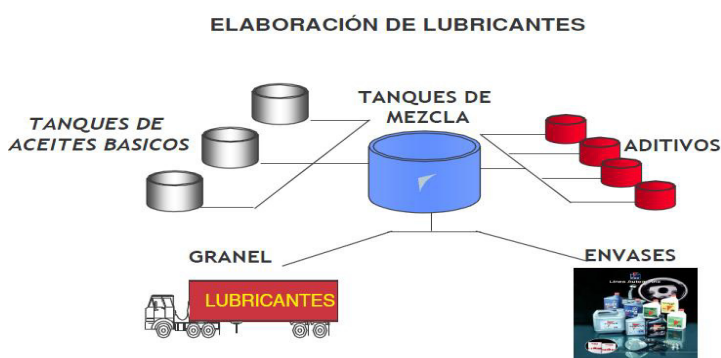 ELABORACIÓN DE LUBRICANTES
TANQUES DE
ACEITES BASICOS
TANQUES DE
MEZCLA
ADITIVOS
GRANEL
ENVASES
LUBRICANTES